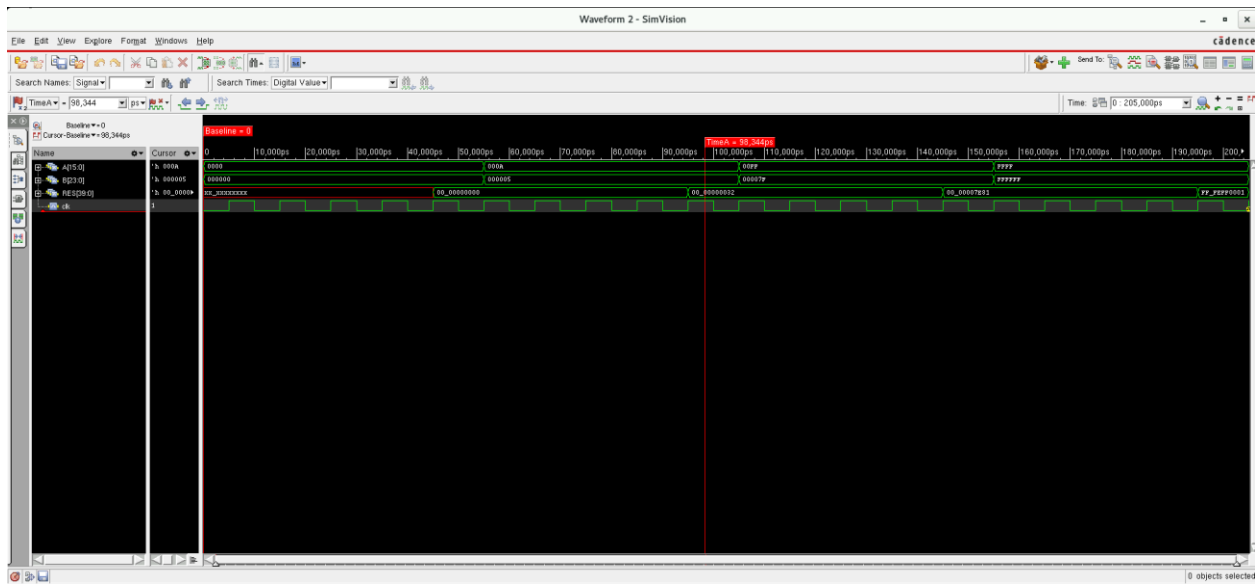 Waveform 2 - SimVision
File Edit View Explore Format Windows Help
cādence
Send To:
Search Names: Signal Search Times: Digital Value
TimeA = 98,344 ps
Time: 0 : 205,000ps
Baseline = 0
Cursor-Baseline = 98,344ps
Baseline = 0
TimeA = 98,344ps
Name Cursor 0 10,000ps 20,000ps 30,000ps 40,000ps 50,000ps 60,000ps 70,000ps 80,000ps 90,000ps 100,000ps 110,000ps 120,000ps 130,000ps 140,000ps 150,000ps 160,000ps 170,000ps 180,000ps 190,000ps 200,
A[15:0] 'h 000A 0000 000A 00FF FFFF
B[23:0] 'h 000005 000000 000005 00007F FFFFFF
RES[39:0] 'h 00_0000 XX_XXXXXXXX 00_00000000 00_00000032 00_00007E81 FF_FEFF0001
clk 1
0 objects selected